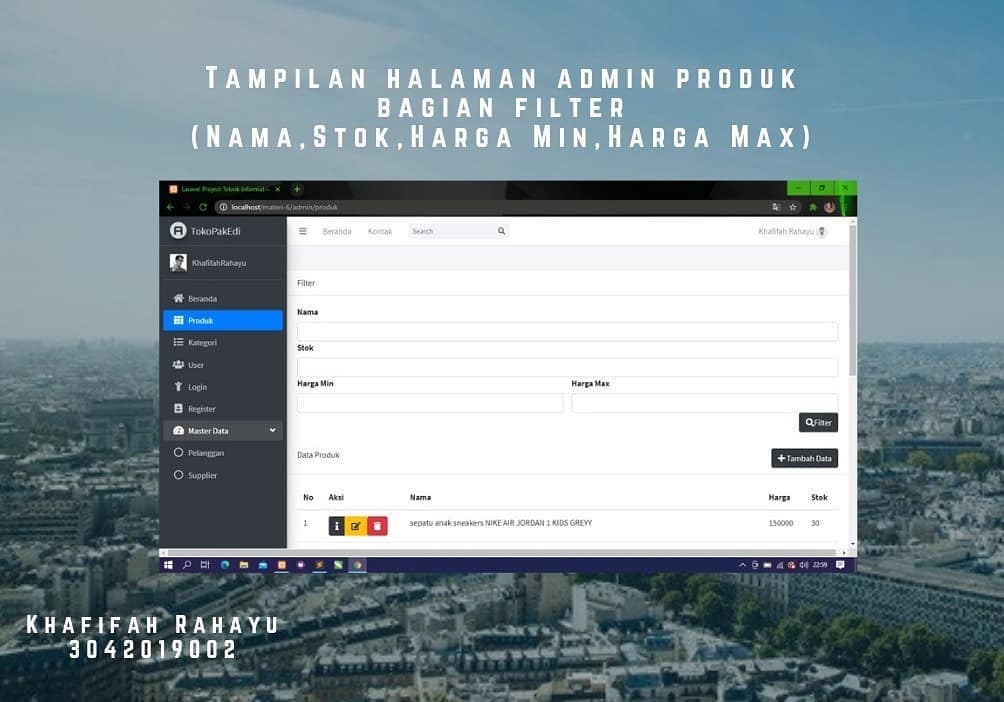 Tampilan halaman admin produk
bagian filter
(Nama,Stok,Harga Min,Harga Max)
Laravel Project Teknik Informati
localhost/materi-6/admin/produk
TokoPakEdi
Beranda Kontak Search Khafifah Rahayu
KhafifahRahayu
Filter
Beranda
Nama
Produk
Kategori
Stok
User
Harga Min Harga Max
Login
Register
Filter
Master Data
Pelanggan
Data Produk Tambah Data
Supplier
No Aksi Nama Harga Stok
1 sepatu anak sneakers NIKE AIR JORDAN 1 KIDS GREYY 150000 30
22:59
Khafifah Rahayu
3042019002